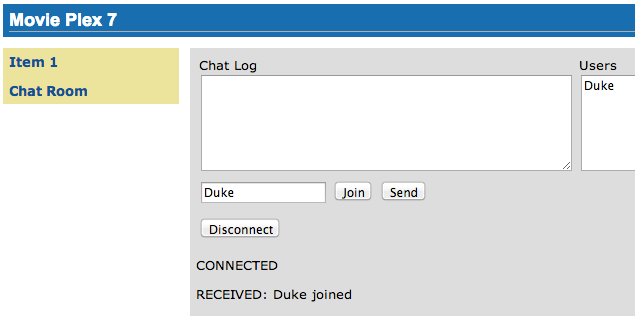 Movie Plex 7
Item 1
Chat Room
Chat Log
Users
Duke
Duke
Join
Send
Disconnect
CONNECTED
RECEIVED: Duke joined